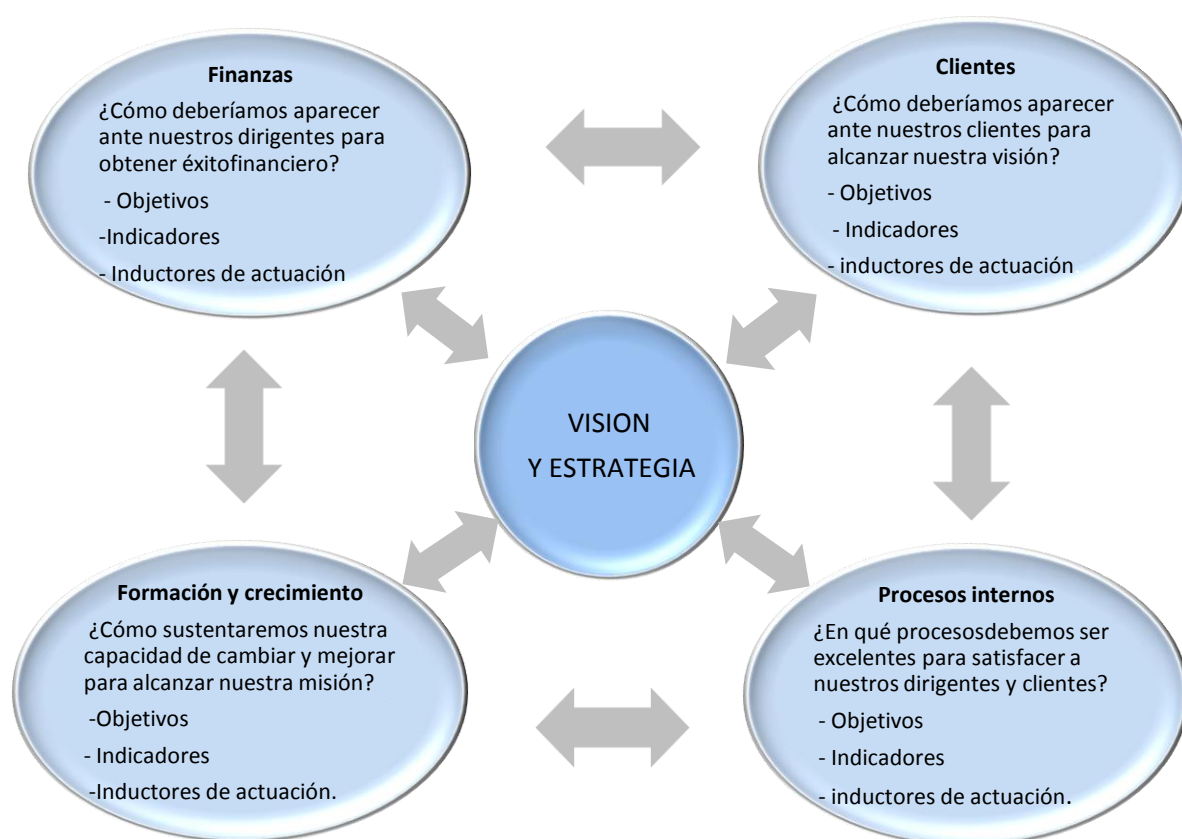 Finanzas
¿Cómo deberíamos aparecer
ante nuestros dirigentes para
obtener éxitofinanciero?
- Objetivos
-Indicadores
- Inductores de actuación
Clientes
¿Cómo deberíamos aparecer
ante nuestros clientes para
alcanzar nuestra visión?
- Objetivos
- Indicadores
- inductores de actuación
VISION
Y ESTRATEGIA
Formación y crecimiento
¿Cómo sustentaremos nuestra
capacidad de cambiar y mejorar
para alcanzar nuestra misión?
-Objetivos
- Indicadores
-Inductores de actuación.
Procesos internos
¿En qué procesosdebemos ser
excelentes para satisfacer a
nuestros dirigentes y clientes?
- Objetivos
- Indicadores
- inductores de actuación.